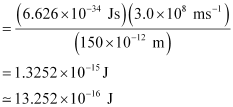 = (6.626×10⁻³⁴ Js)(3.0×10⁸ ms⁻¹) / (150×10⁻¹² m)
= 1.3252×10⁻¹⁵ J
≃ 13.252×10⁻¹⁶ J